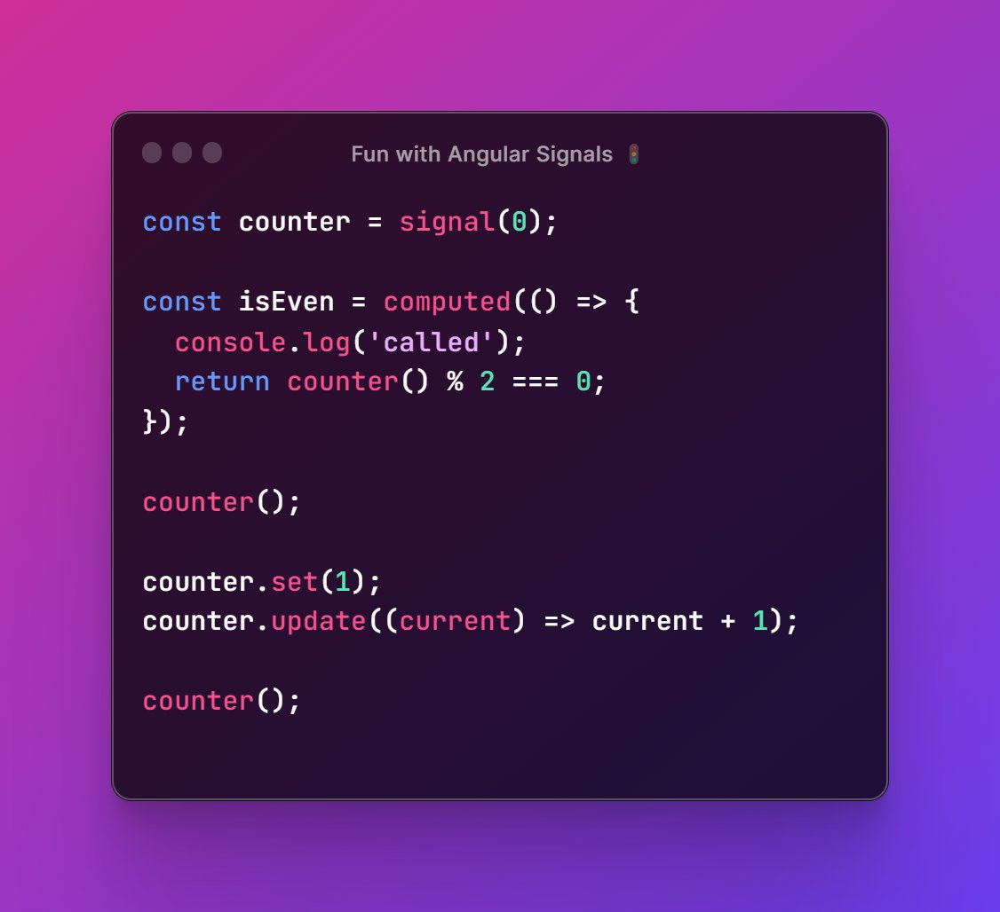 Fun with Angular Signals 🚦
const counter = signal(0);
const isEven = computed(() => {
  console.log('called');
  return counter() % 2 === 0;
});
counter();
counter.set(1);
counter.update((current) => current + 1);
counter();